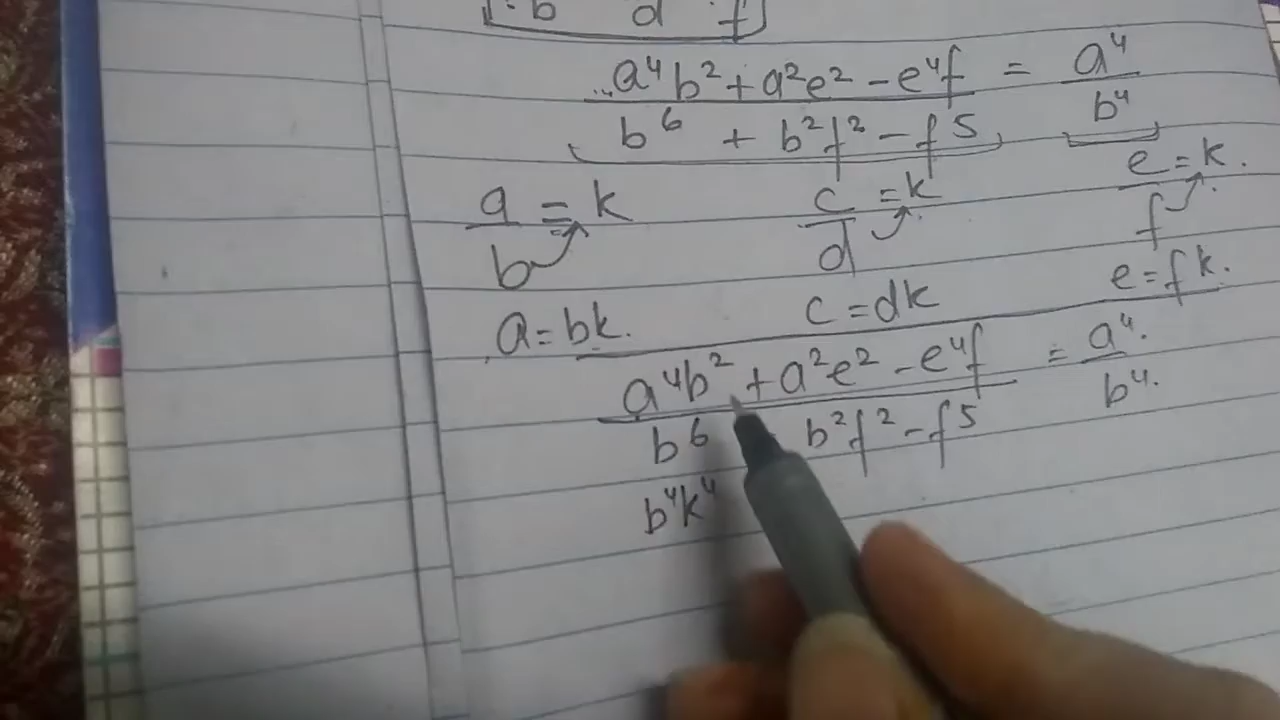 b d f
a⁴b² + a²e² - e⁴f = a⁴
b⁶ + b²f² - f⁵ b⁴
a = k c = k e = k.
b d f
a = bk. c = dk e = fk.
a⁴b² + a²e² - e⁴f = a⁴.
b⁶ b²f² - f⁵ b⁴.
b⁴k⁴